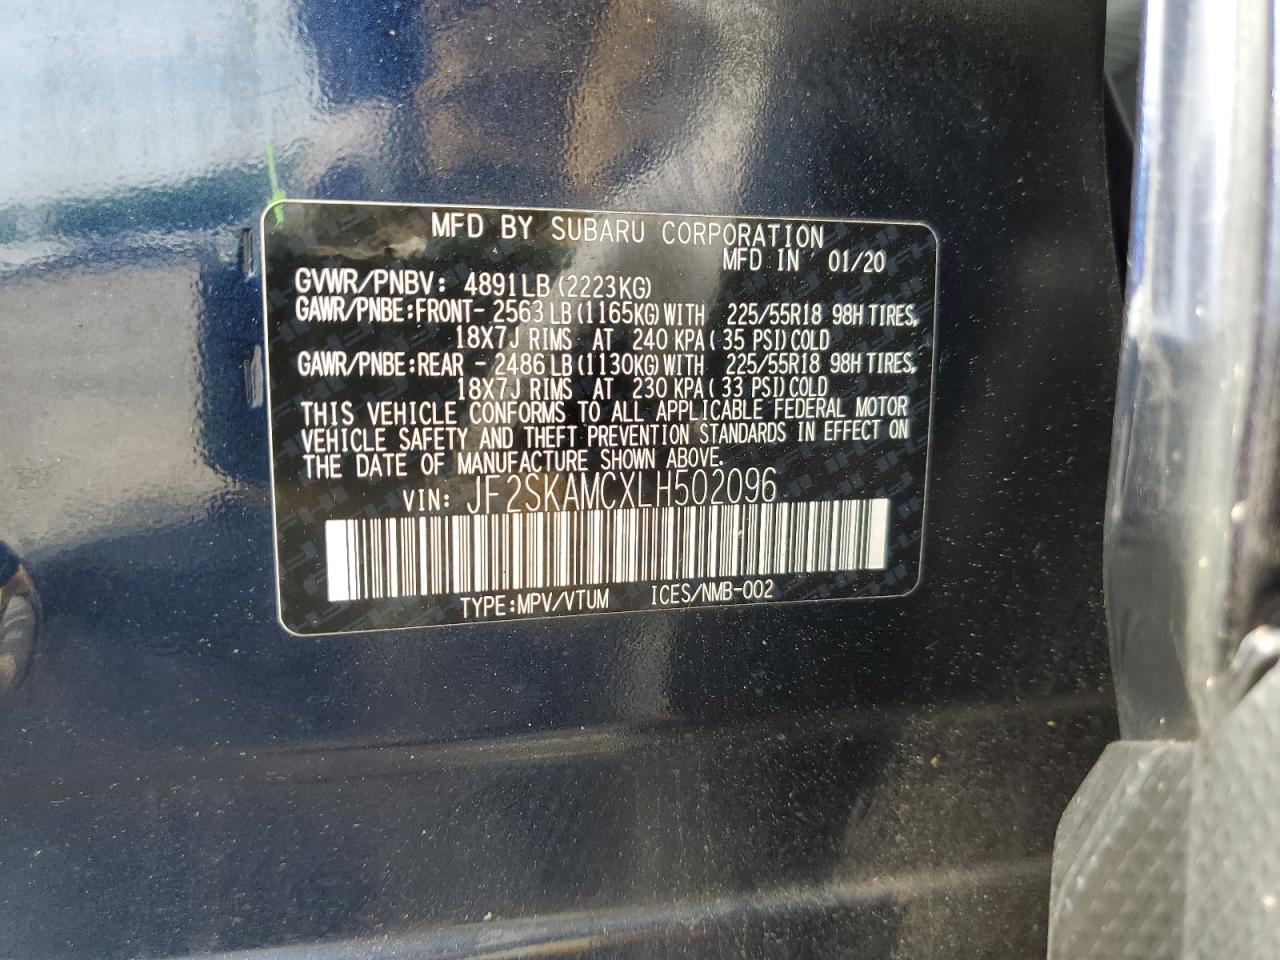 MFD BY SUBARU CORPORATION
MFD IN 01/20
GVWR/PNBV: 4891LB(2223KG)
GAWR/PNBE:FRONT- 2563LB(1165KG)WITH 225/55R18 98H TIRES,
18X7J RIMS AT 240 KPA( 35 PSI)COLD
GAWR/PNBE:REAR - 2486LB(1130KG)WITH 225/55R18 98H TIRES,
18X7J RIMS AT 230 KPA( 33 PSI)COLD
THIS VEHICLE CONFORMS TO ALL APPLICABLE FEDERAL MOTOR
VEHICLE SAFETY AND THEFT PREVENTION STANDARDS IN EFFECT ON
THE DATE OF MANUFACTURE SHOWN ABOVE.
VIN: JF2SKAMCXLH502096
TYPE:MPV/VTUM ICES/NMB-002